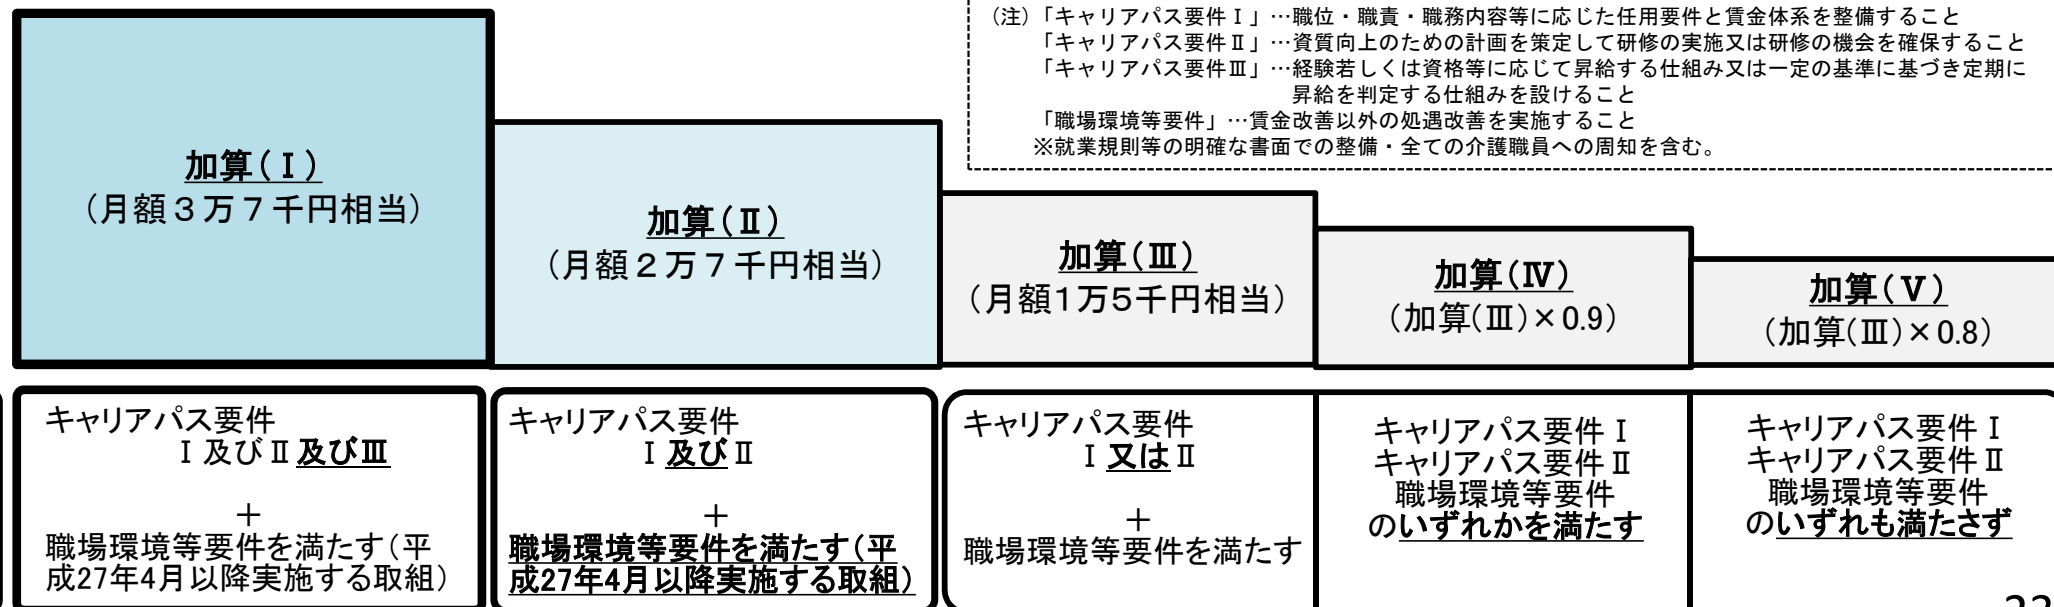 （注）「キャリアパス要件Ⅰ」…職位・職責・職務内容等に応じた任用要件と賃金体系を整備すること
「キャリアパス要件Ⅱ」…資質向上のための計画を策定して研修の実施又は研修の機会を確保すること
「キャリアパス要件Ⅲ」…経験若しくは資格等に応じて昇給する仕組み又は一定の基準に基づき定期に
昇給を判定する仕組みを設けること
「職場環境等要件」…賃金改善以外の処遇改善を実施すること
※就業規則等の明確な書面での整備・全ての介護職員への周知を含む。
加算（Ⅰ）
（月額３万７千円相当）
加算（Ⅱ）
（月額２万７千円相当）
加算（Ⅲ）
（月額1万5千円相当）
加算（Ⅳ）
（加算(Ⅲ)×0.9）
加算（Ⅴ）
（加算(Ⅲ)×0.8）
キャリアパス要件
Ⅰ及びⅡ及びⅢ
＋
職場環境等要件を満たす（平
成27年4月以降実施する取組）
キャリアパス要件
Ⅰ及びⅡ
＋
職場環境等要件を満たす（平
成27年4月以降実施する取組）
キャリアパス要件
Ⅰ又はⅡ
＋
職場環境等要件を満たす
キャリアパス要件Ⅰ
キャリアパス要件Ⅱ
職場環境等要件
のいずれかを満たす
キャリアパス要件Ⅰ
キャリアパス要件Ⅱ
職場環境等要件
のいずれも満たさず